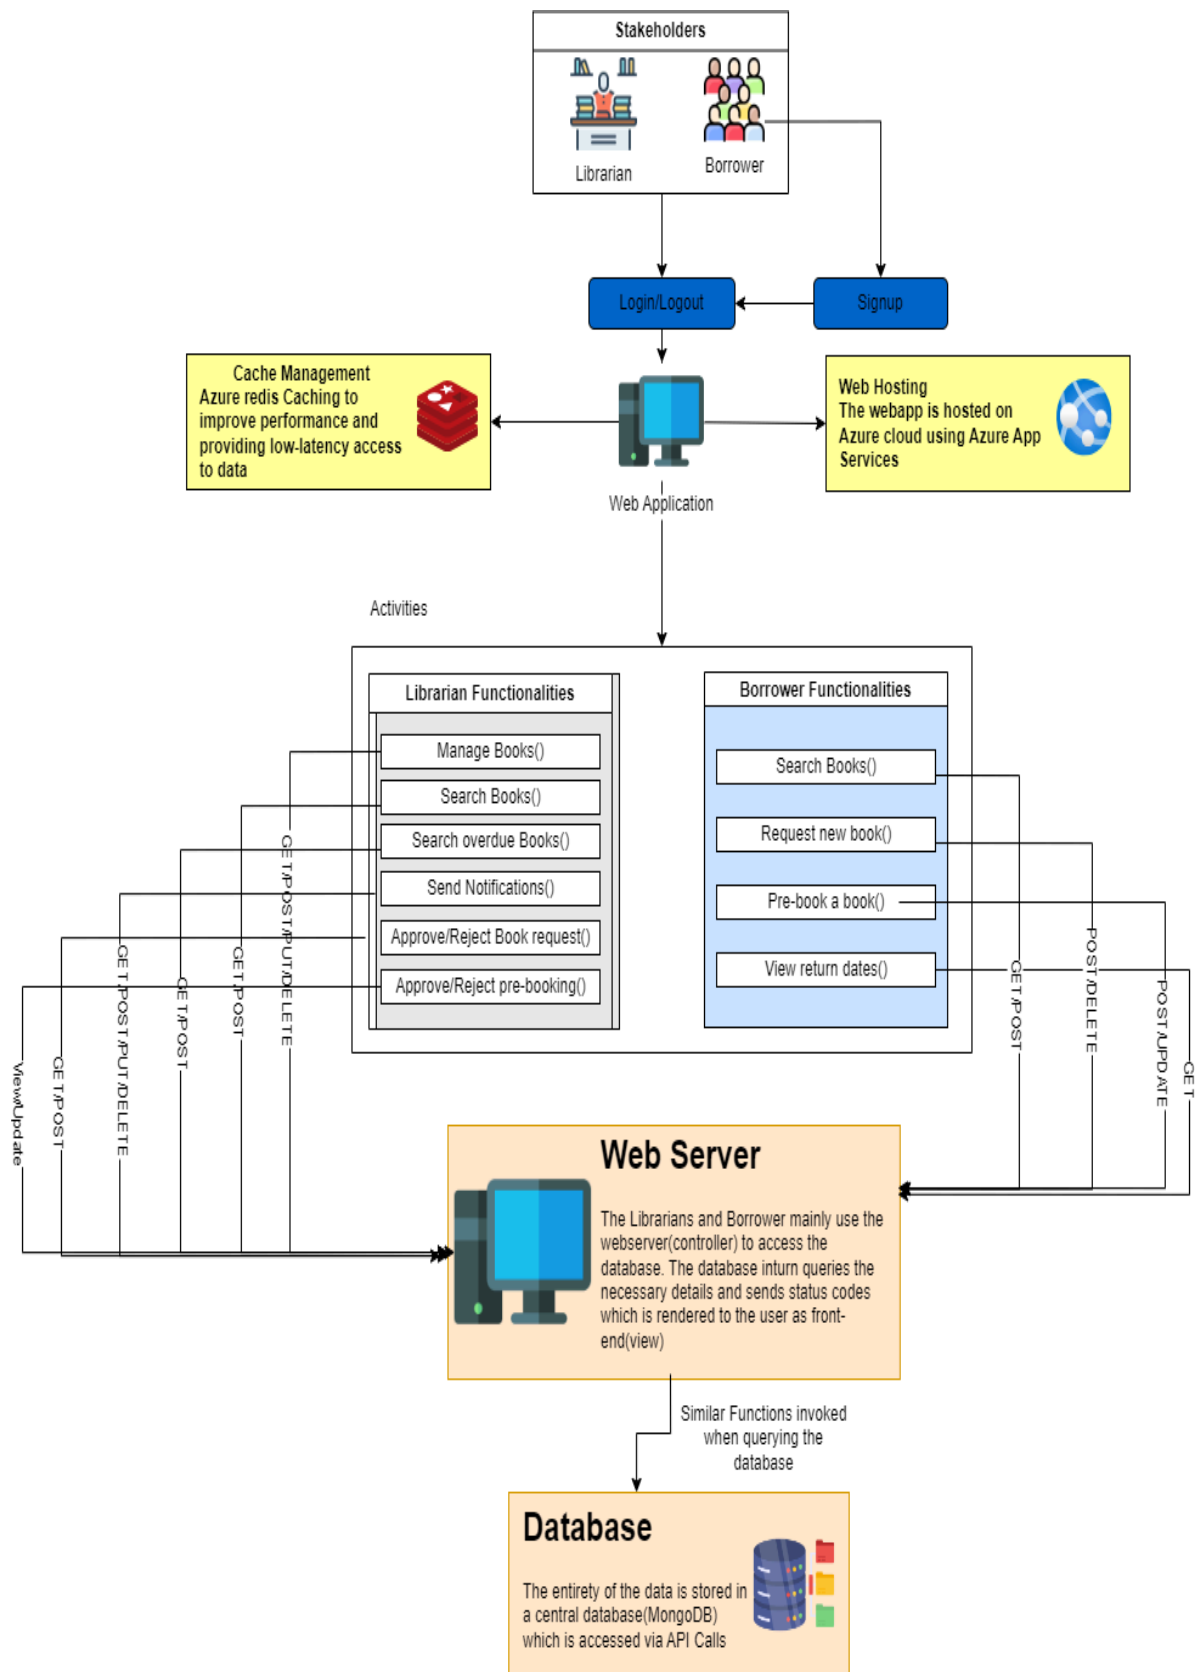 Stakeholders
Librarian
Borrower
Login/Logout
Signup
Cache Management
Azure redis Caching to
improve performance and
providing low-latency access
to data
Web Hosting
The webapp is hosted on
Azure cloud using Azure App
Services
Web Application
Activities
Librarian Functionalities
Manage Books()
Search Books()
Search overdue Books()
Send Notifications()
Approve/Reject Book request()
Approve/Reject pre-booking()
Borrower Functionalities
Search Books()
Request new book()
Pre-book a book()
View return dates()
View/Update
GET/POST
GET/POST/PUT/DELETE
GET/POST
GET/POST
GET/POST/PUT/DELETE
GET/POST
POST/DELETE
POST/UPDATE
GET
Web Server
The Librarians and Borrower mainly use the
webserver(controller) to access the
database. The database inturn queries the
necessary details and sends status codes
which is rendered to the user as front-
end(view)
Similar Functions invoked
when querying the
database
Database
The entirety of the data is stored in
a central database(MongoDB)
which is accessed via API Calls